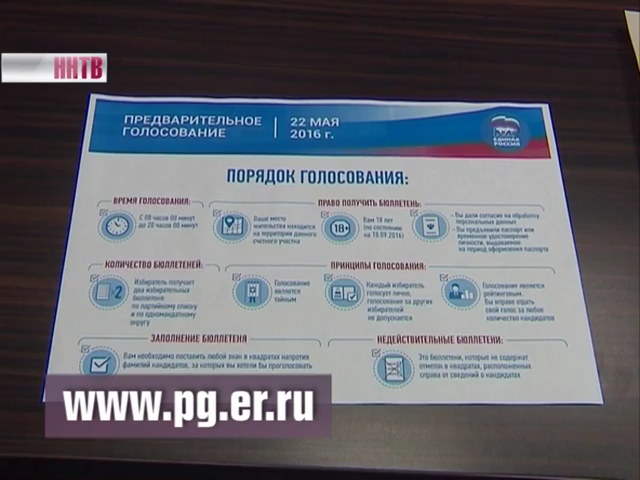 ННТВ
ПРЕДВАРИТЕЛЬНОЕ
ГОЛОСОВАНИЕ
22 МАЯ
2016 г.
ЕДИНАЯ
РОССИЯ
ПОРЯДОК ГОЛОСОВАНИЯ:
ВРЕМЯ ГОЛОСОВАНИЯ:
С 08 часов 00 минут
до 20 часов 00 минут
ПРАВО ПОЛУЧИТЬ БЮЛЛЕТЕНЬ:
Ваше место
жительства находится
на территории данного
счетного участка
18+
Вам 18 лет
(по состоянию
на 18.09.2016)
- Вы дали согласие на обработку
персональных данных
- Вы предъявили паспорт или
временное удостоверение
личности, выдаваемое
на период оформления паспорта
КОЛИЧЕСТВО БЮЛЛЕТЕНЕЙ:
2
Избиратель получает
два избирательных
бюллетеня:
по партийному списку
и по одномандатному
округу
ПРИНЦИПЫ ГОЛОСОВАНИЯ:
Голосование
является
тайным
Каждый избиратель
голосует лично,
голосование за других
избирателей
не допускается
Голосование является
рейтинговым.
Вы вправе отдать
свой голос за любое
количество кандидатов
ЗАПОЛНЕНИЕ БЮЛЛЕТЕНЯ
Вам необходимо поставить любой знак в квадратах напротив
фамилий кандидатов, за которых вы хотели бы проголосовать
НЕДЕЙСТВИТЕЛЬНЫЕ БЮЛЛЕТЕНИ:
Это бюллетени, которые не содержат
отметок в квадратах, расположенных
справа от сведений о кандидатах
www.pg.er.ru